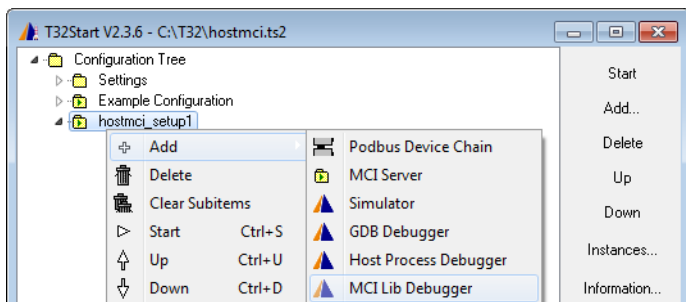 T32Start V2.3.6 - C:\T32\hostmci.ts2
Configuration Tree
Settings
Example Configuration
hostmci_setup1
Add
Delete
Clear Subitems
Start Ctrl+S
Up Ctrl+U
Down Ctrl+D
Podbus Device Chain
MCI Server
Simulator
GDB Debugger
Host Process Debugger
MCI Lib Debugger
Start
Add...
Delete
Up
Down
Instances...
Information...